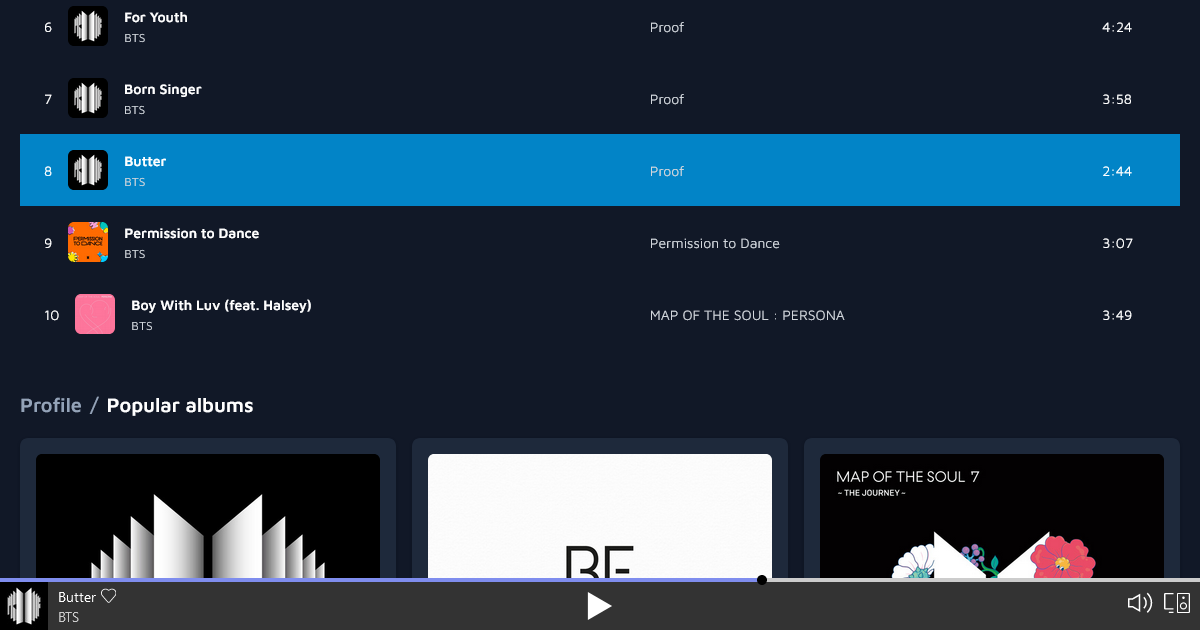 6
For Youth
BTS
Proof
4:24
7
Born Singer
BTS
Proof
3:58
8
Butter
BTS
Proof
2:44
9
PERMISSION
TO DANCE
Permission to Dance
BTS
Permission to Dance
3:07
10
Boy With Luv (feat. Halsey)
BTS
MAP OF THE SOUL : PERSONA
3:49
Profile / Popular albums
BE
MAP OF THE SOUL 7
~ THE JOURNEY ~
Butter
BTS